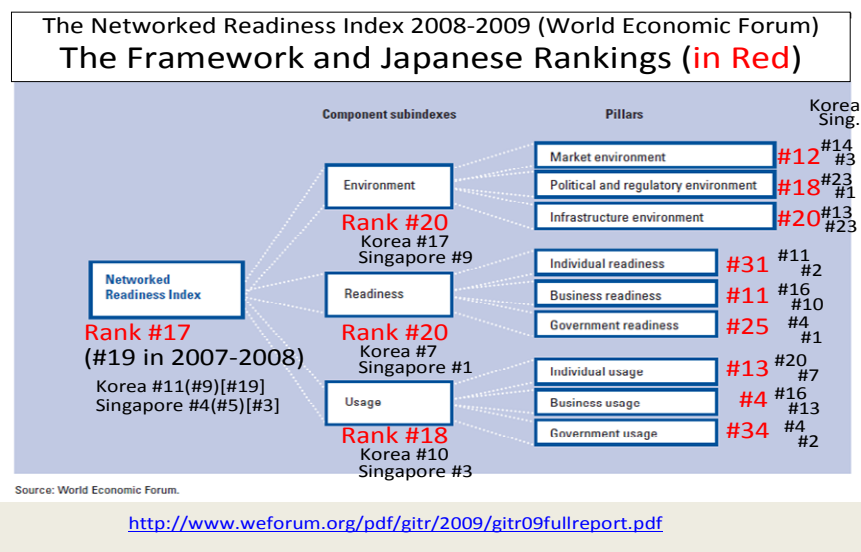 The Networked Readiness Index 2008-2009 (World Economic Forum)
The Framework and Japanese Rankings (in Red)
Korea
Sing.
Component subindexes
Pillars
Market environment
#12
#14
#3
Environment
Political and regulatory environment
#18
#23
#1
Infrastructure environment
#20
#13
#23
Rank #20
Korea #17
Singapore #9
Networked
Readiness Index
Rank #17
(#19 in 2007-2008)
Korea #11(#9)[#19]
Singapore #4(#5)[#3]
Individual readiness
#31
#11
#2
Readiness
Business readiness
#11
#16
#10
Government readiness
#25
#4
#1
Rank #20
Korea #7
Singapore #1
Individual usage
#13
#20
#7
Usage
Business usage
#4
#16
#13
Government usage
#34
#4
#2
Rank #18
Korea #10
Singapore #3
Source: World Economic Forum.
http://www.weforum.org/pdf/gitr/2009/gitr09fullreport.pdf